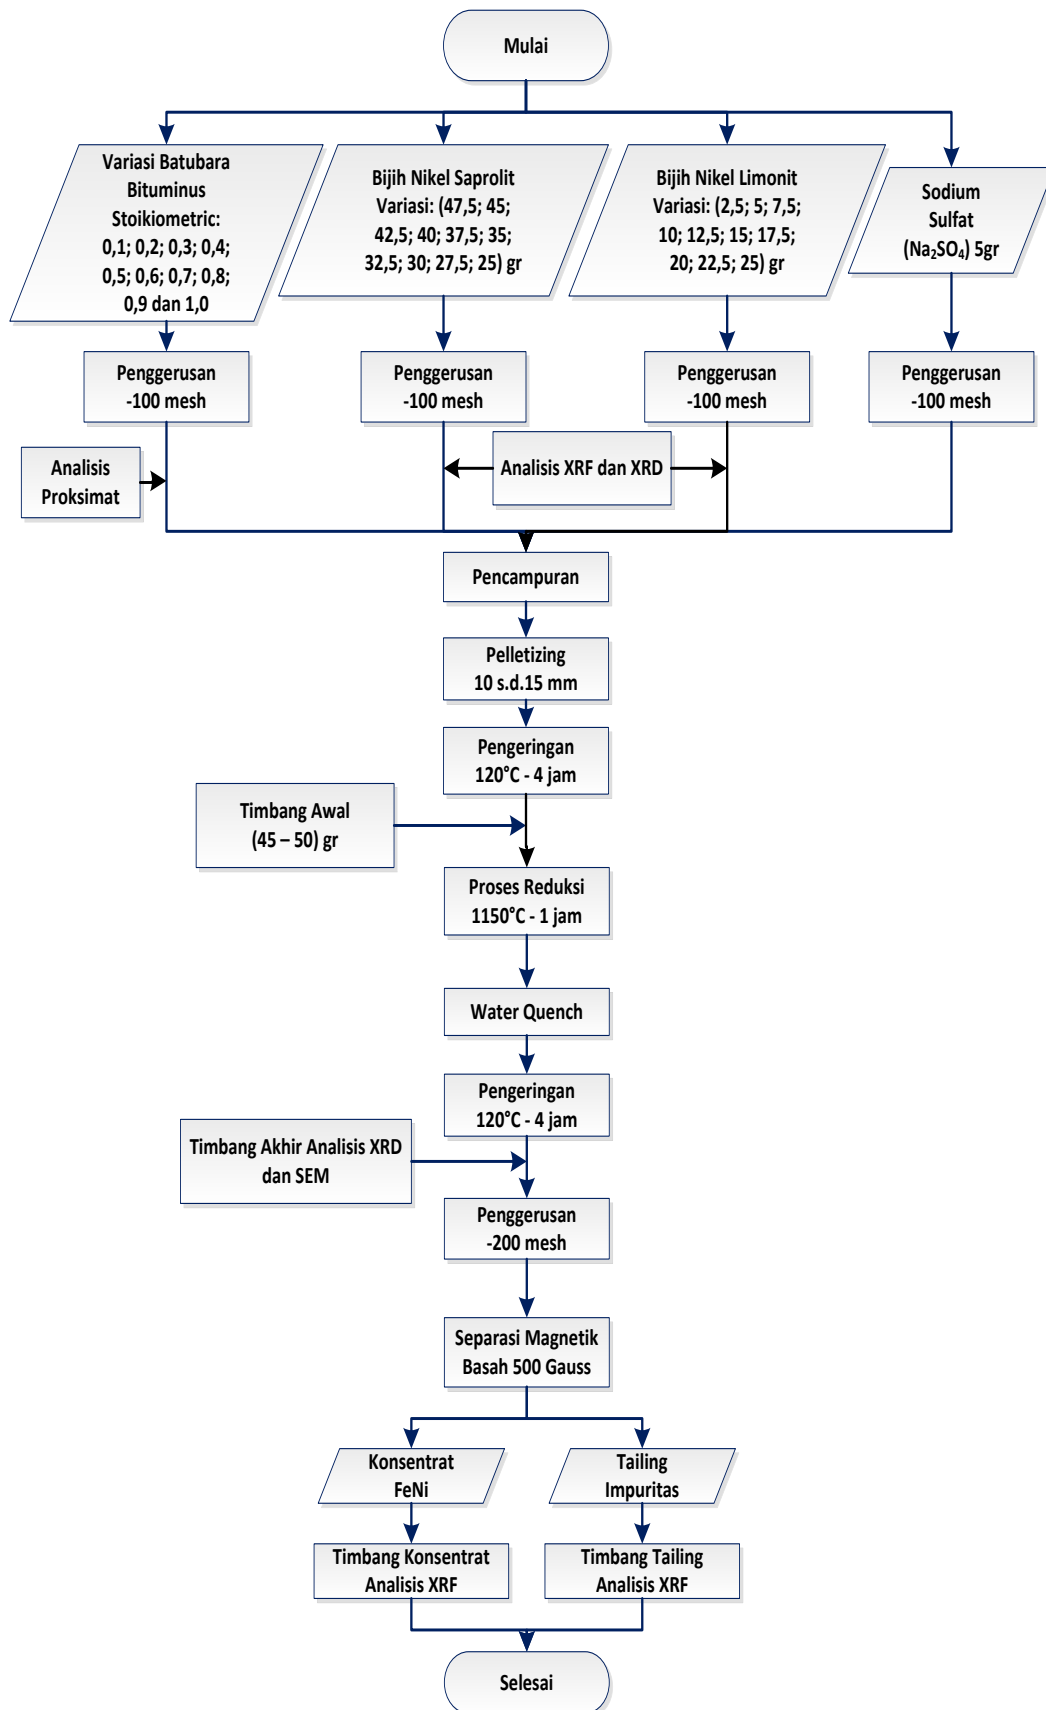 Mulai
Variasi Batubara
Bituminus
Stoikiometric:
0,1; 0,2; 0,3; 0,4;
0,5; 0,6; 0,7; 0,8;
0,9 dan 1,0
Bijih Nikel Saprolit
Variasi: (47,5; 45;
42,5; 40; 37,5; 35;
32,5; 30; 27,5; 25) gr
Bijih Nikel Limonit
Variasi: (2,5; 5; 7,5;
10; 12,5; 15; 17,5;
20; 22,5; 25) gr
Sodium
Sulfat
(Na₂SO₄) 5gr
Penggerusan
-100 mesh
Penggerusan
-100 mesh
Penggerusan
-100 mesh
Penggerusan
-100 mesh
Analisis
Proksimat
Analisis XRF dan XRD
Pencampuran
Pelletizing
10 s.d.15 mm
Pengeringan
120°C - 4 jam
Timbang Awal
(45 – 50) gr
Proses Reduksi
1150°C - 1 jam
Water Quench
Pengeringan
120°C - 4 jam
Timbang Akhir Analisis XRD
dan SEM
Penggerusan
-200 mesh
Separasi Magnetik
Basah 500 Gauss
Konsentrat
FeNi
Tailing
Impuritas
Timbang Konsentrat
Analisis XRF
Timbang Tailing
Analisis XRF
Selesai